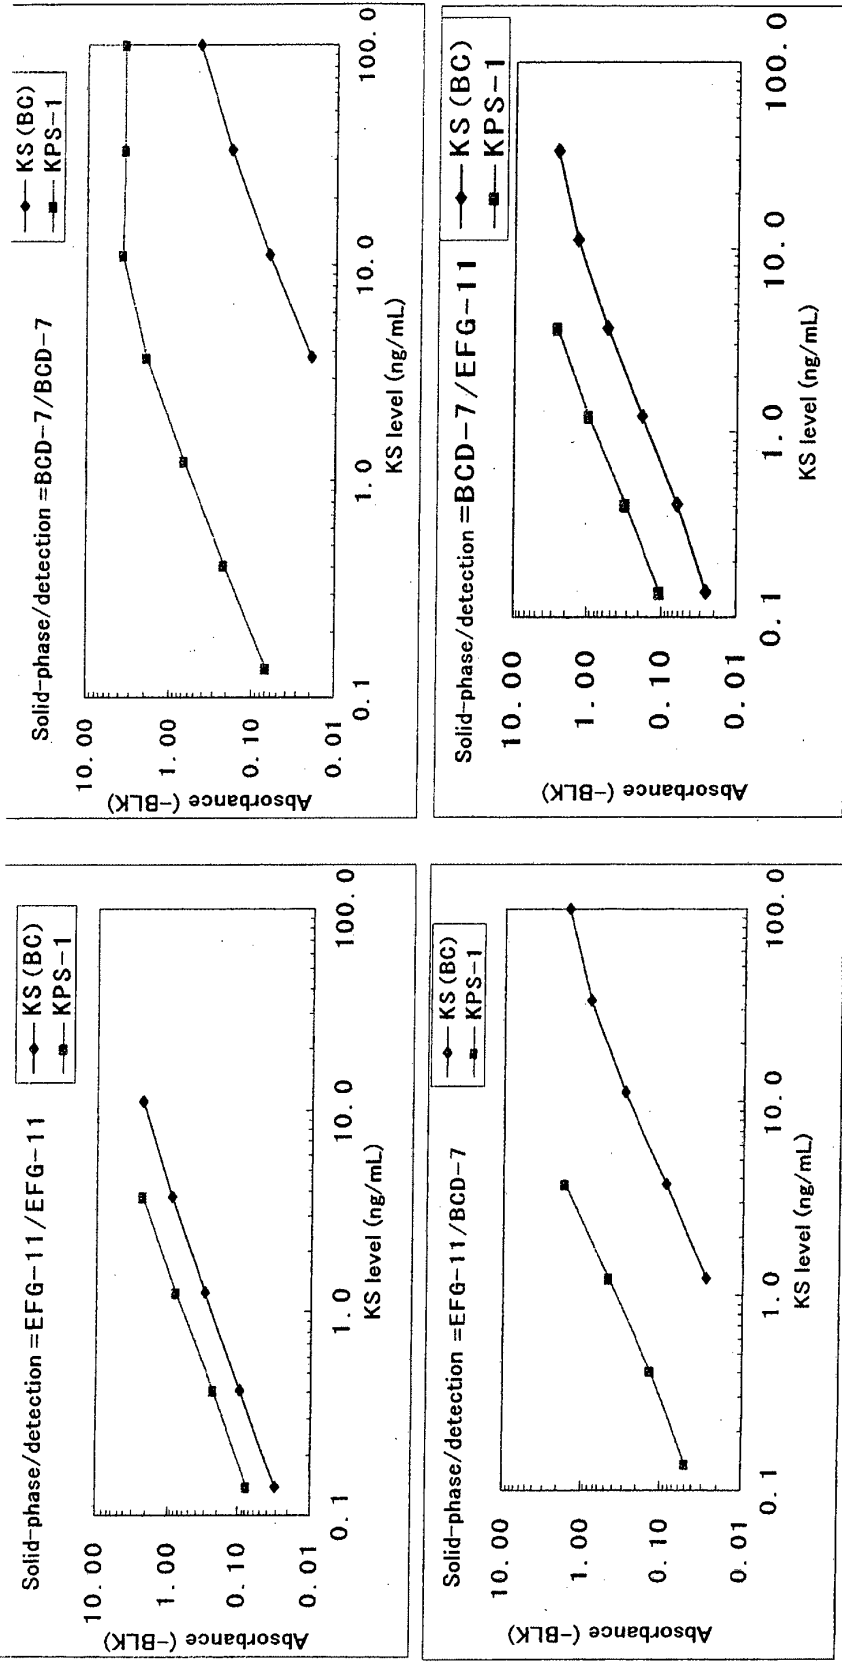 Solid-phase/detection=EFG-11/EFG-11
KS(BC)
KPS-1
10.00
1.00
0.10
0.01
Absorbance (-BLK)
0.1
1.0
10.0
100.0
KS level (ng/mL)
Solid-phase/detection=BCD-7/BCD-7
KS(BC)
KPS-1
10.00
1.00
0.10
0.01
Absorbance (-BLK)
0.1
1.0
10.0
100.0
KS level (ng/mL)
Solid-phase/detection=EFG-11/BCD-7
KS(BC)
KPS-1
10.00
1.00
0.10
0.01
Absorbance (-BLK)
0.1
1.0
10.0
100.0
KS level (ng/mL)
Solid-phase/detection=BCD-7/EFG-11
KS(BC)
KPS-1
10.00
1.00
0.10
0.01
Absorbance (-BLK)
0.1
1.0
10.0
100.0
KS level (ng/mL)